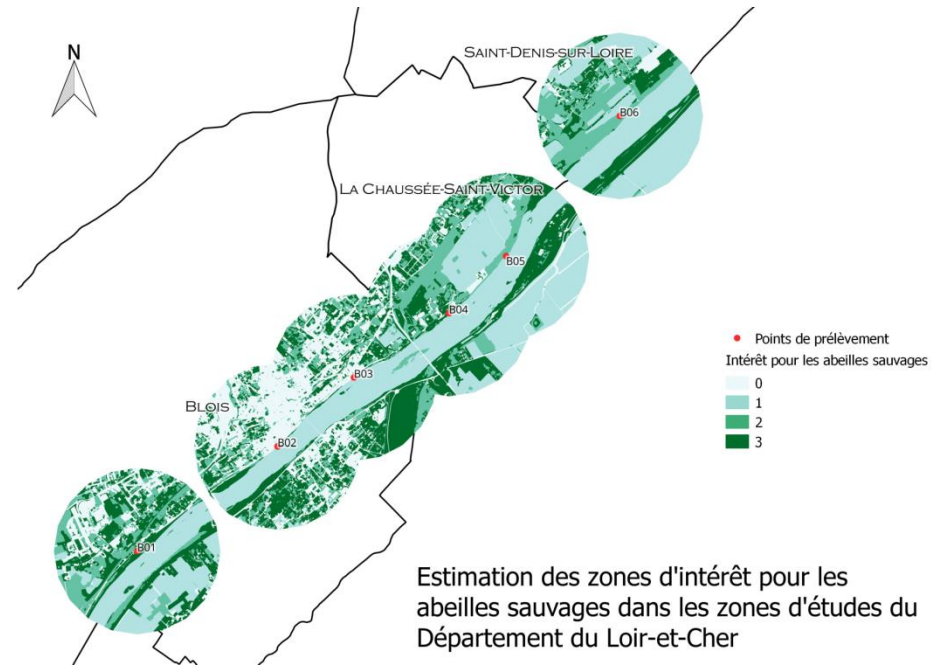 N
SAINT-DENIS-SUR-LOIRE
B06
LA CHAUSSÉE-SAINT-VICTOR
B05
B04
B03
BLOIS
B02
B01
Points de prélèvement
Intérêt pour les abeilles sauvages
0
1
2
3
Estimation des zones d'intérêt pour les
abeilles sauvages dans les zones d'études du
Département du Loir-et-Cher